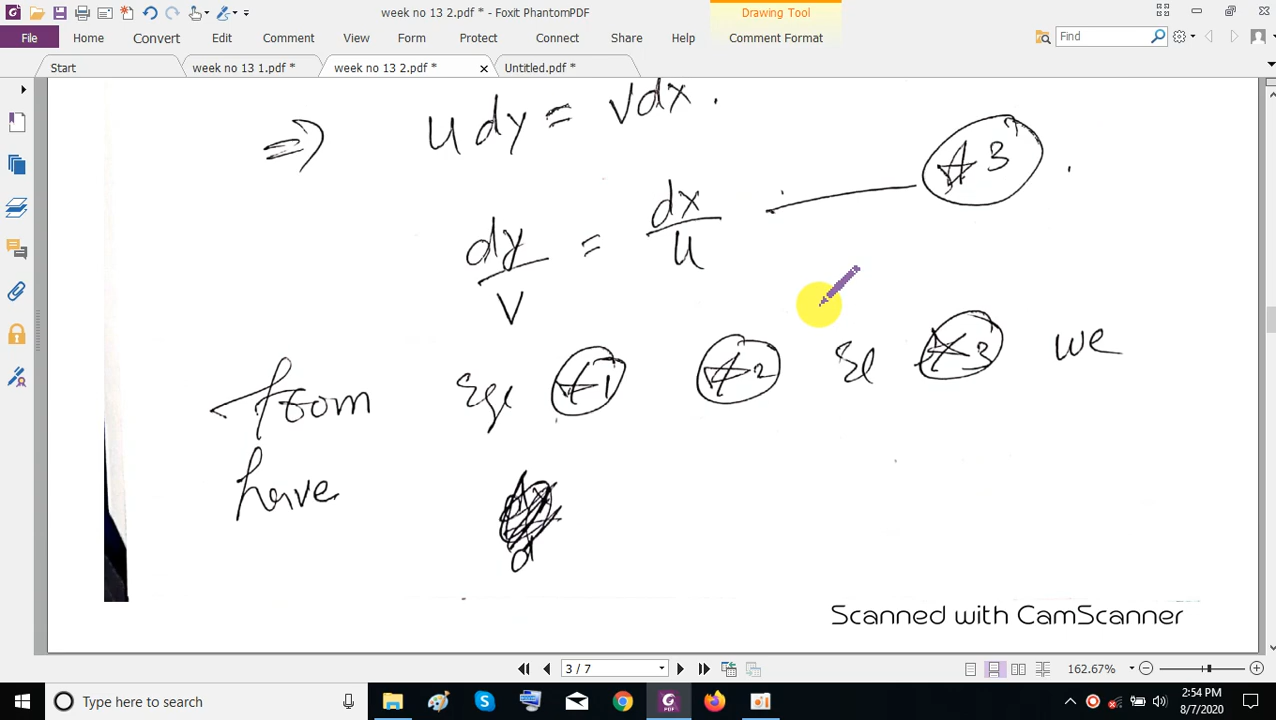 week no 13 2.pdf * - Foxit PhantomPDF
Drawing Tool
File Home Convert Edit Comment View Form Protect Connect Share Help Comment Format
Find
Start week no 13 1.pdf * week no 13 2.pdf * Untitled.pdf *
=> u dy = Vdx .
dy/V = dx/u —— ☆3 .
from Eqs ☆1 ☆2 & ☆3 we
have
Scanned with CamScanner
3 / 7
162.67%
Type here to search
2:54 PM
8/7/2020